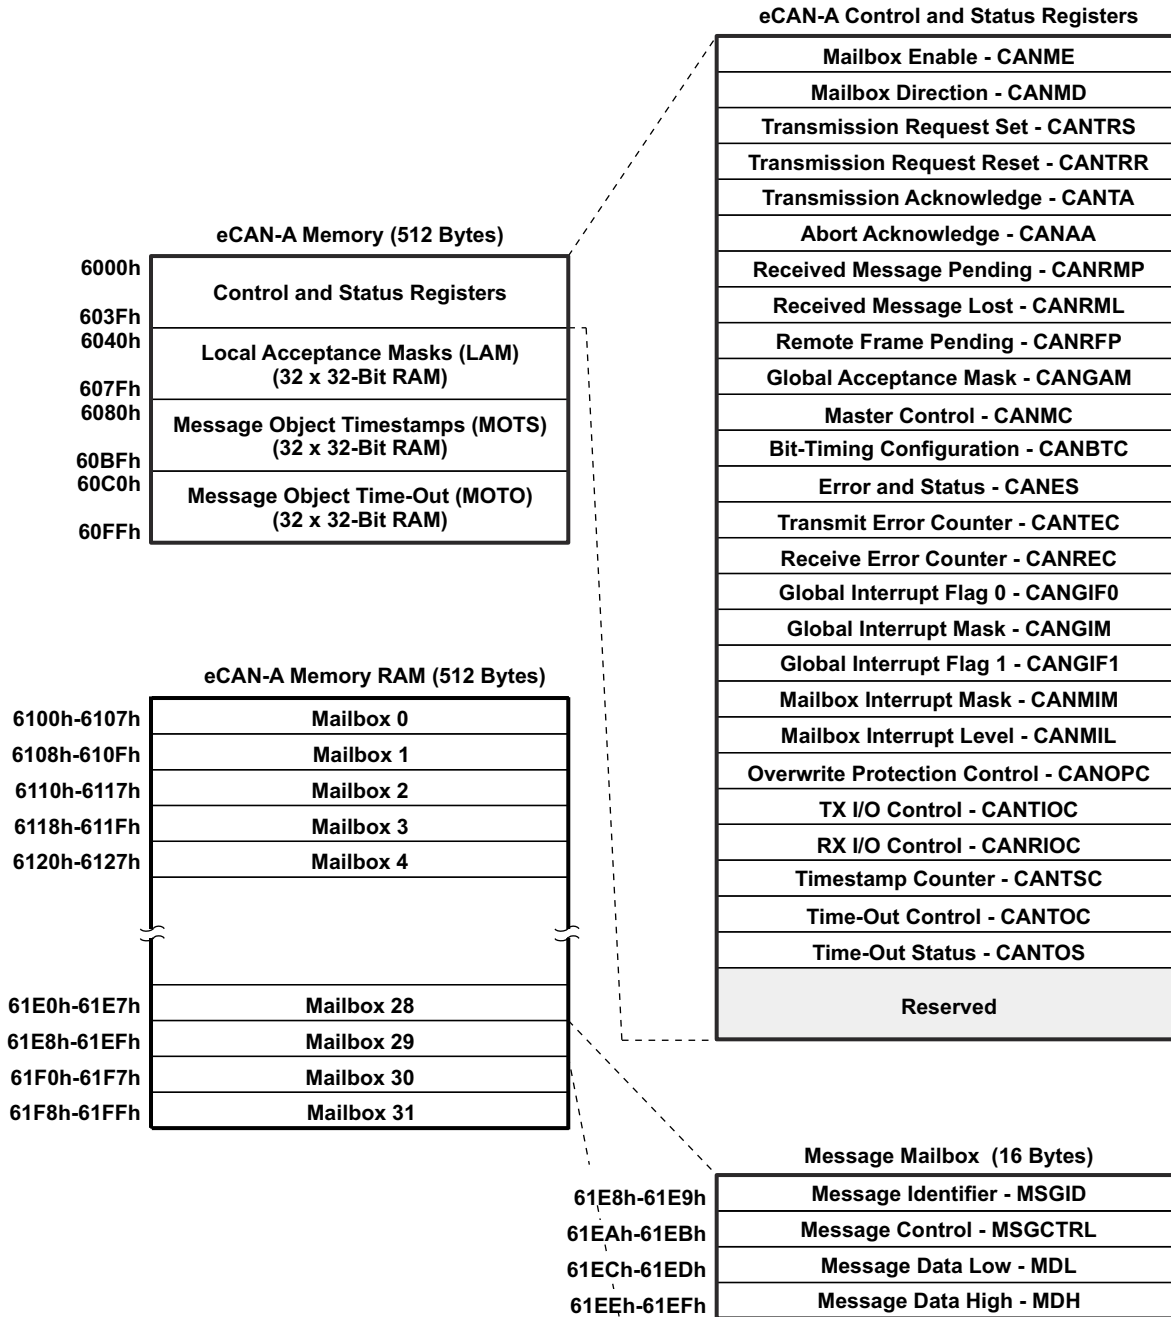 eCAN-A Control and Status Registers
Mailbox Enable - CANME
Mailbox Direction - CANMD
Transmission Request Set - CANTRS
Transmission Request Reset - CANTRR
Transmission Acknowledge - CANTA
Abort Acknowledge - CANAA
Received Message Pending - CANRMP
Received Message Lost - CANRML
Remote Frame Pending - CANRFP
Global Acceptance Mask - CANGAM
Master Control - CANMC
Bit-Timing Configuration - CANBTC
Error and Status - CANES
Transmit Error Counter - CANTEC
Receive Error Counter - CANREC
Global Interrupt Flag 0 - CANGIF0
Global Interrupt Mask - CANGIM
Global Interrupt Flag 1 - CANGIF1
Mailbox Interrupt Mask - CANMIM
Mailbox Interrupt Level - CANMIL
Overwrite Protection Control - CANOPC
TX I/O Control - CANTIOC
RX I/O Control - CANRIOC
Timestamp Counter - CANTSC
Time-Out Control - CANTOC
Time-Out Status - CANTOS
Reserved
eCAN-A Memory (512 Bytes)
6000h
Control and Status Registers
603Fh
6040h
Local Acceptance Masks (LAM)
(32 x 32-Bit RAM)
607Fh
6080h
Message Object Timestamps (MOTS)
(32 x 32-Bit RAM)
60BFh
60C0h
Message Object Time-Out (MOTO)
(32 x 32-Bit RAM)
60FFh
eCAN-A Memory RAM (512 Bytes)
6100h-6107h Mailbox 0
6108h-610Fh Mailbox 1
6110h-6117h Mailbox 2
6118h-611Fh Mailbox 3
6120h-6127h Mailbox 4
61E0h-61E7h Mailbox 28
61E8h-61EFh Mailbox 29
61F0h-61F7h Mailbox 30
61F8h-61FFh Mailbox 31
Message Mailbox (16 Bytes)
61E8h-61E9h Message Identifier - MSGID
61EAh-61EBh Message Control - MSGCTRL
61ECh-61EDh Message Data Low - MDL
61EEh-61EFh Message Data High - MDH